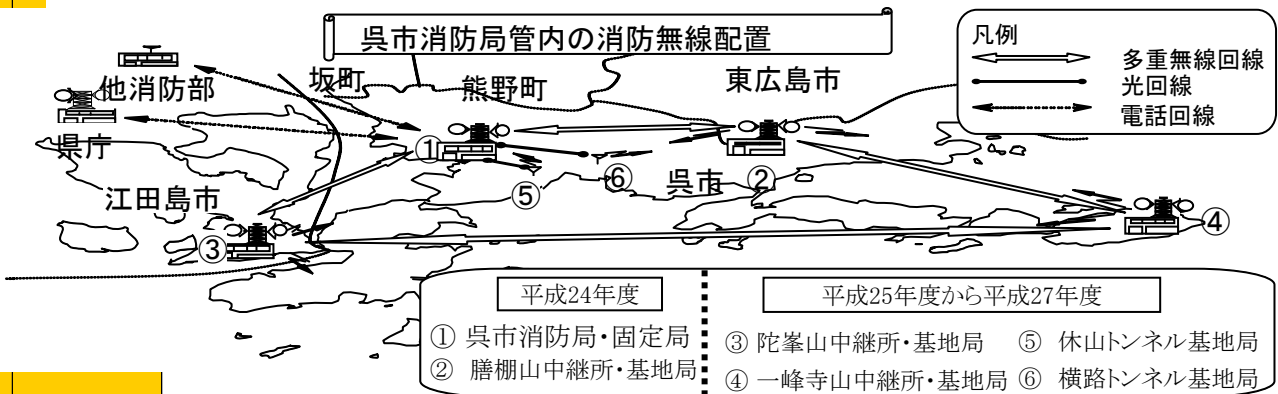 呉市消防局管内の消防無線配置
凡例
多重無線回線
光回線
電話回線
他消防部
県庁
坂町
熊野町
東広島市
江田島市
呉市
①
②
③
④
⑤
⑥
平成24年度
① 呉市消防局・固定局
② 膳棚山中継所・基地局
平成25年度から平成27年度
③ 陀峯山中継所・基地局
④ 一峰寺山中継所・基地局
⑤ 休山トンネル基地局
⑥ 横路トンネル基地局